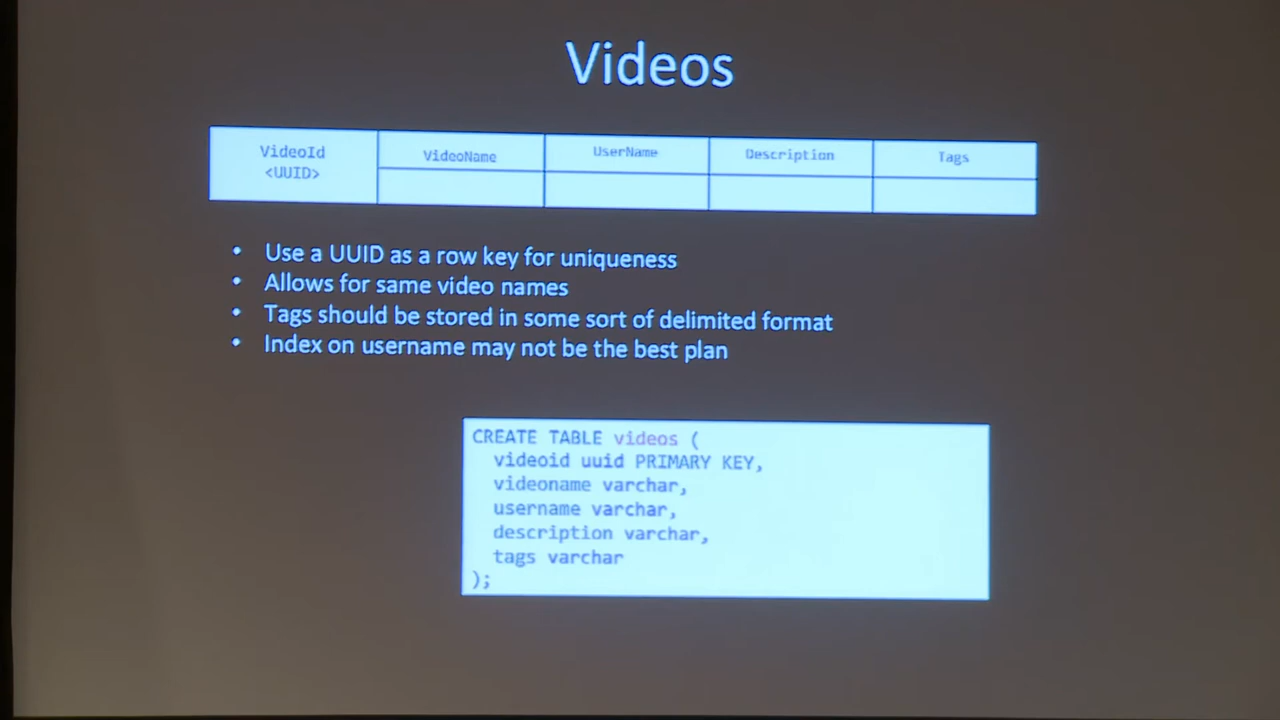 Videos
VideoId
<UUID>
VideoName
UserName
Description
Tags
• Use a UUID as a row key for uniqueness
• Allows for same video names
• Tags should be stored in some sort of delimited format
• Index on username may not be the best plan
CREATE TABLE videos (
videoid uuid PRIMARY KEY,
videoname varchar,
username varchar,
description varchar,
tags varchar
);